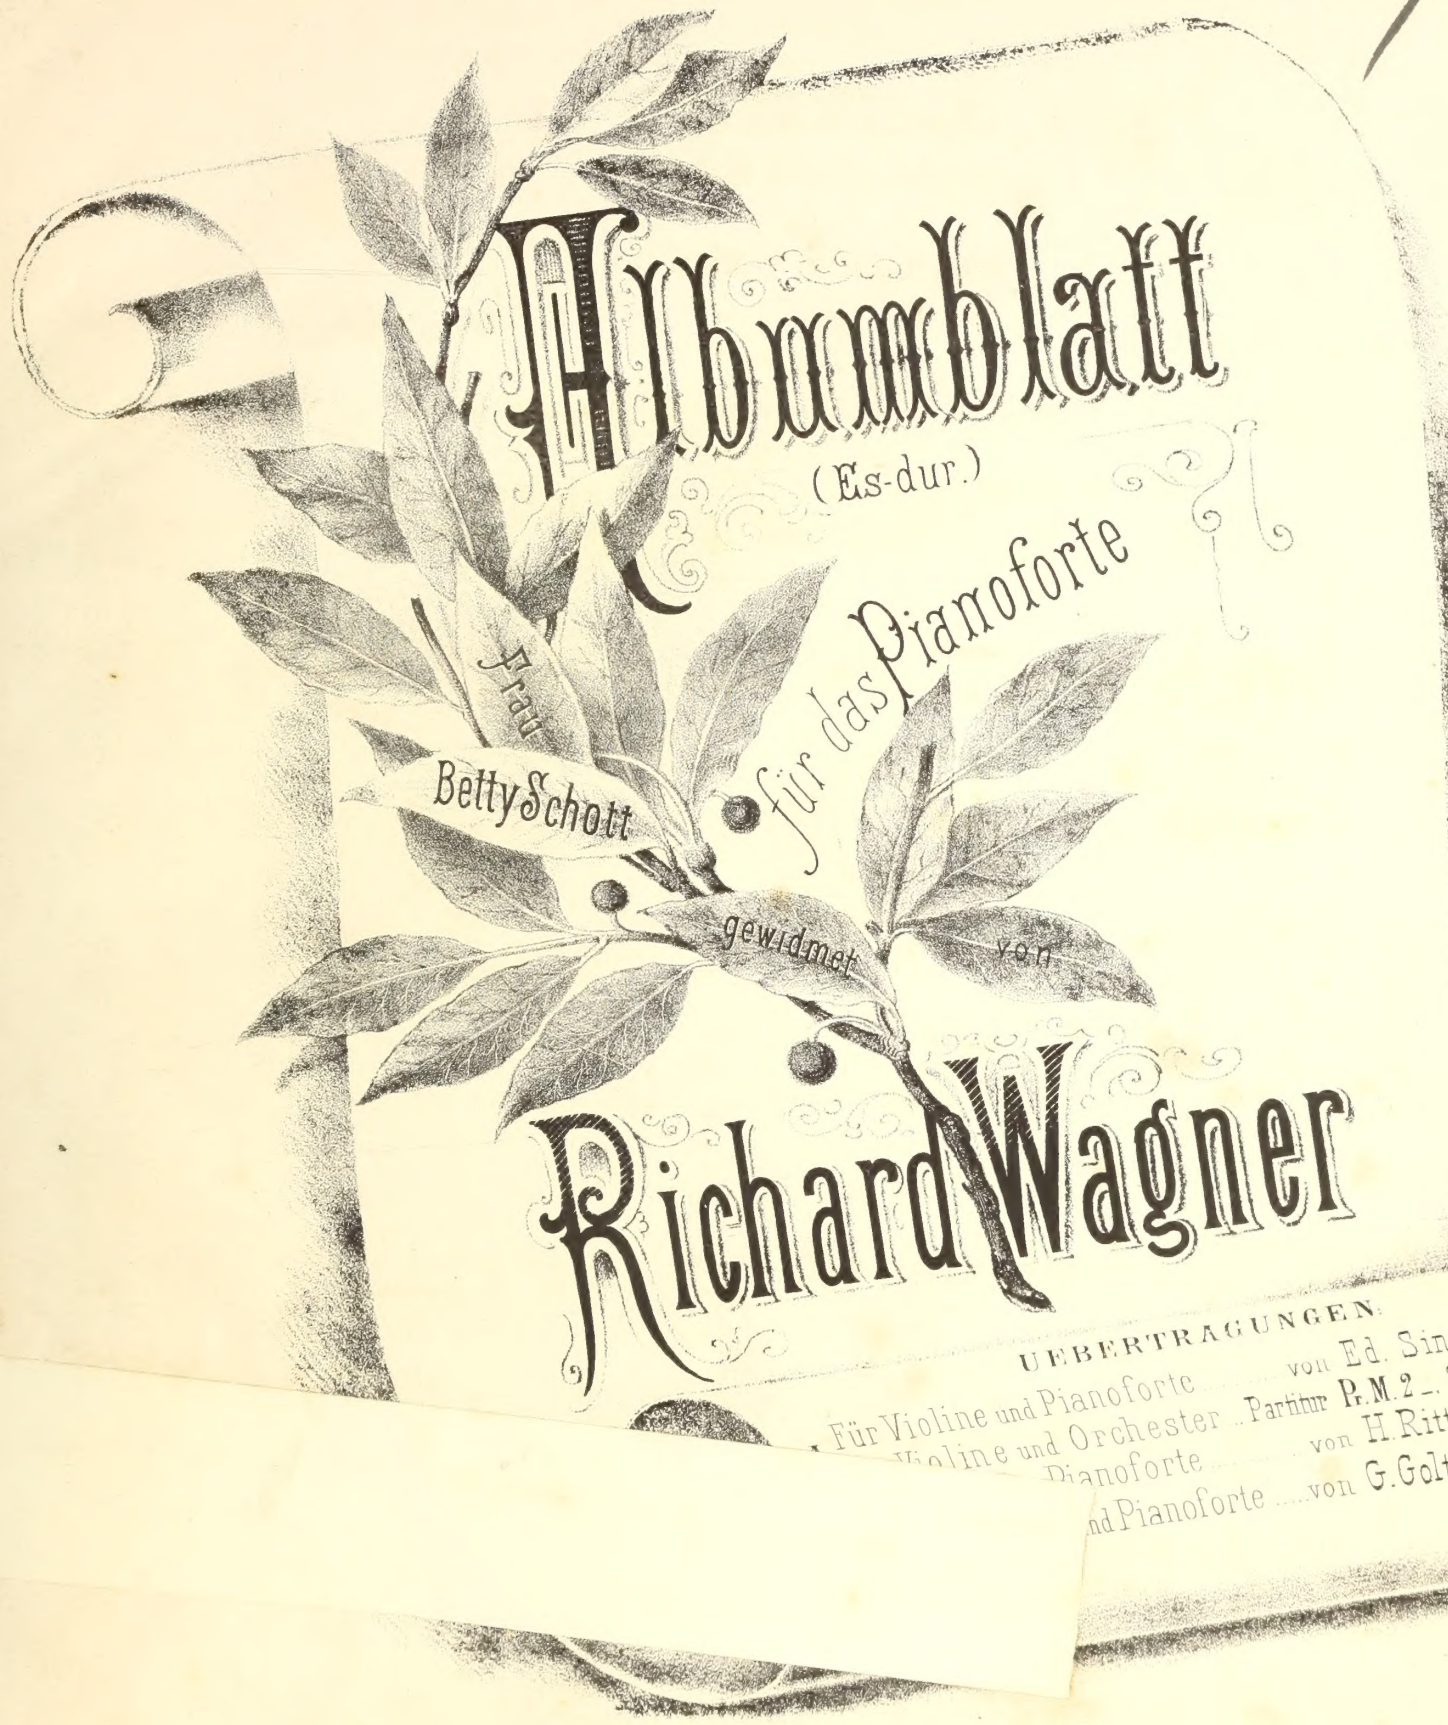 Albumblatt
(Es-dur.)
für das Pianoforte
Frau
Betty Schott
gewidmet
von
Richard Wagner
UEBERTRAGUNGEN.
Für Violine und Pianoforte von Ed. Sin
Violine und Orchester .. Partitur Pr. M. 2 _.
Pianoforte von H. Ritt
nd Pianoforte ..... von G. Golt